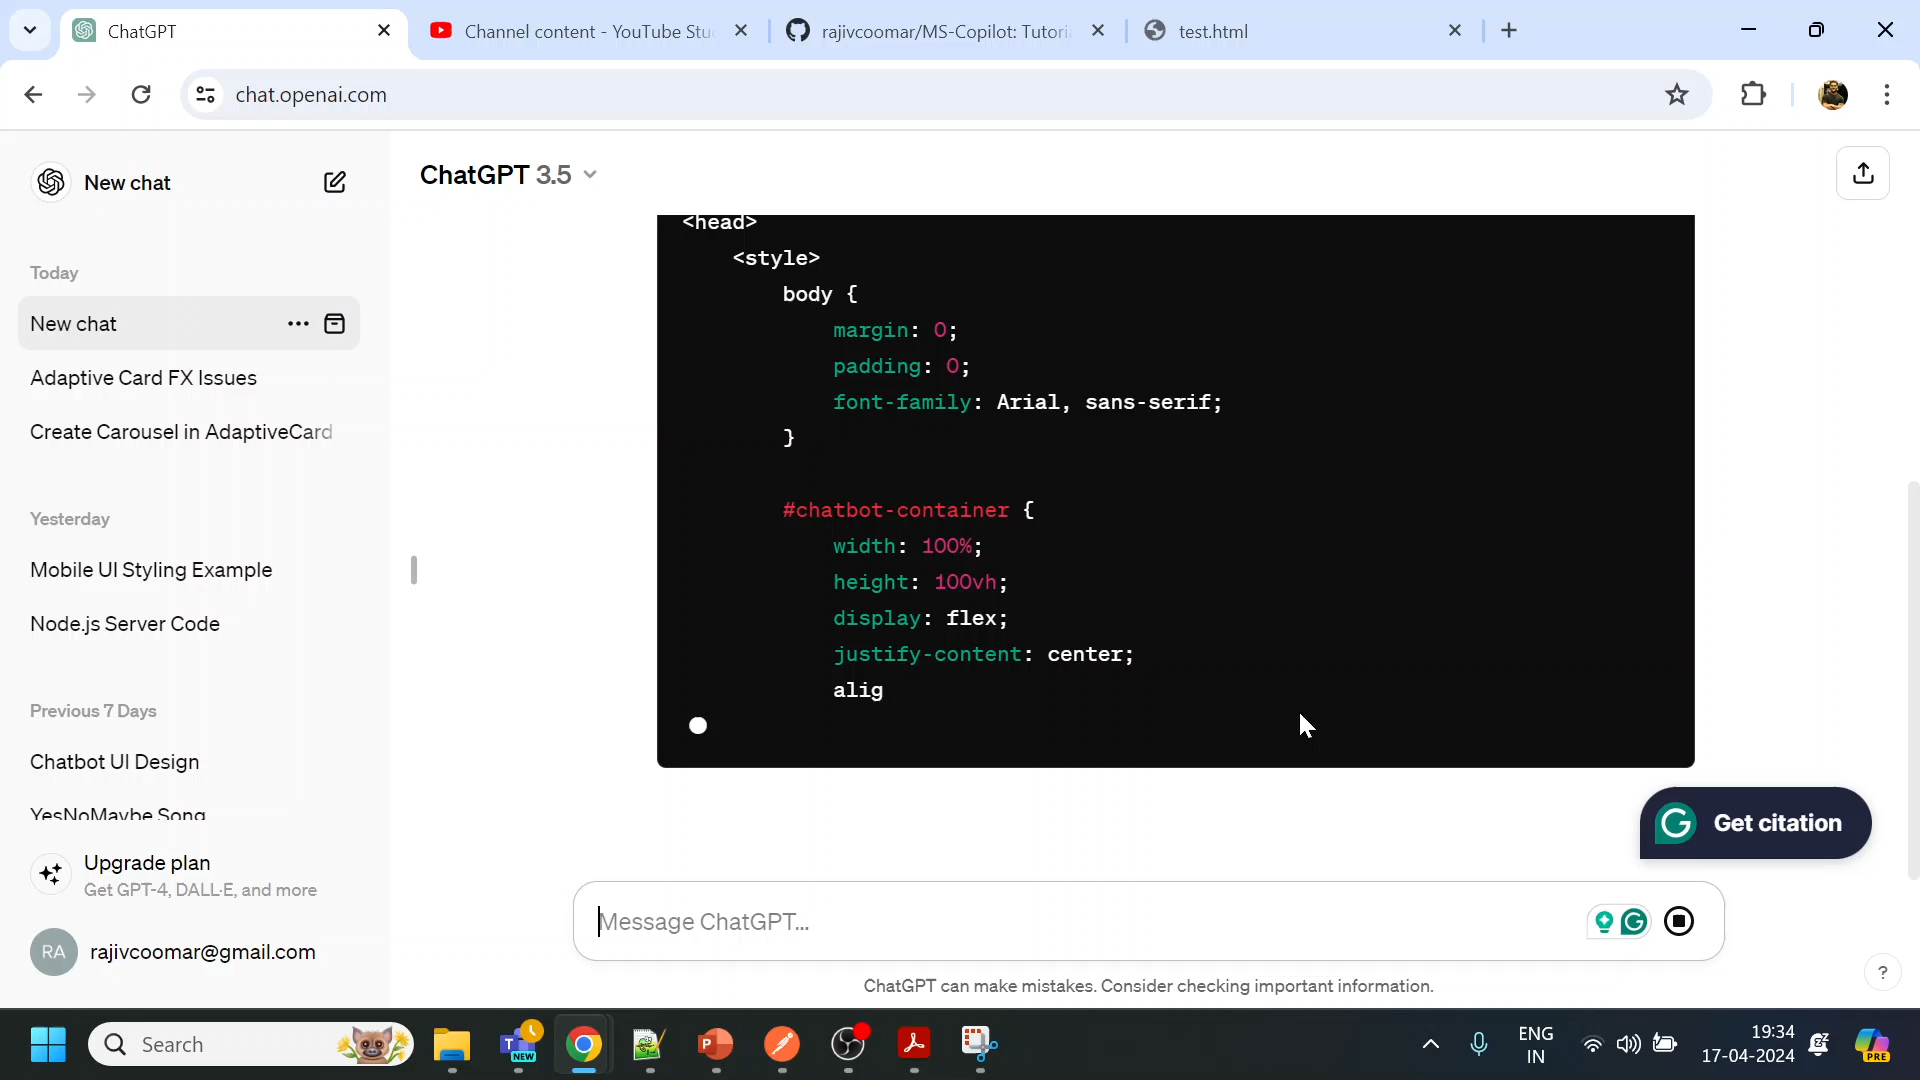 ChatGPT
Channel content - YouTube Stu
rajivcoomar/MS-Copilot: Tutori
test.html
chat.openai.com
New chat
ChatGPT 3.5
Today
New chat
Adaptive Card FX Issues
Create Carousel in AdaptiveCard
Yesterday
Mobile UI Styling Example
Node.js Server Code
Previous 7 Days
Chatbot UI Design
YesNoMaybe Song
Upgrade plan
Get GPT-4, DALL·E, and more
RA
rajivcoomar@gmail.com
<head>
<style>
body {
margin: 0;
padding: 0;
font-family: Arial, sans-serif;
}
#chatbot-container {
width: 100%;
height: 100vh;
display: flex;
justify-content: center;
alig
Get citation
Message ChatGPT...
ChatGPT can make mistakes. Consider checking important information.
?
Search
NEW
ENG
IN
19:34
17-04-2024
PRE